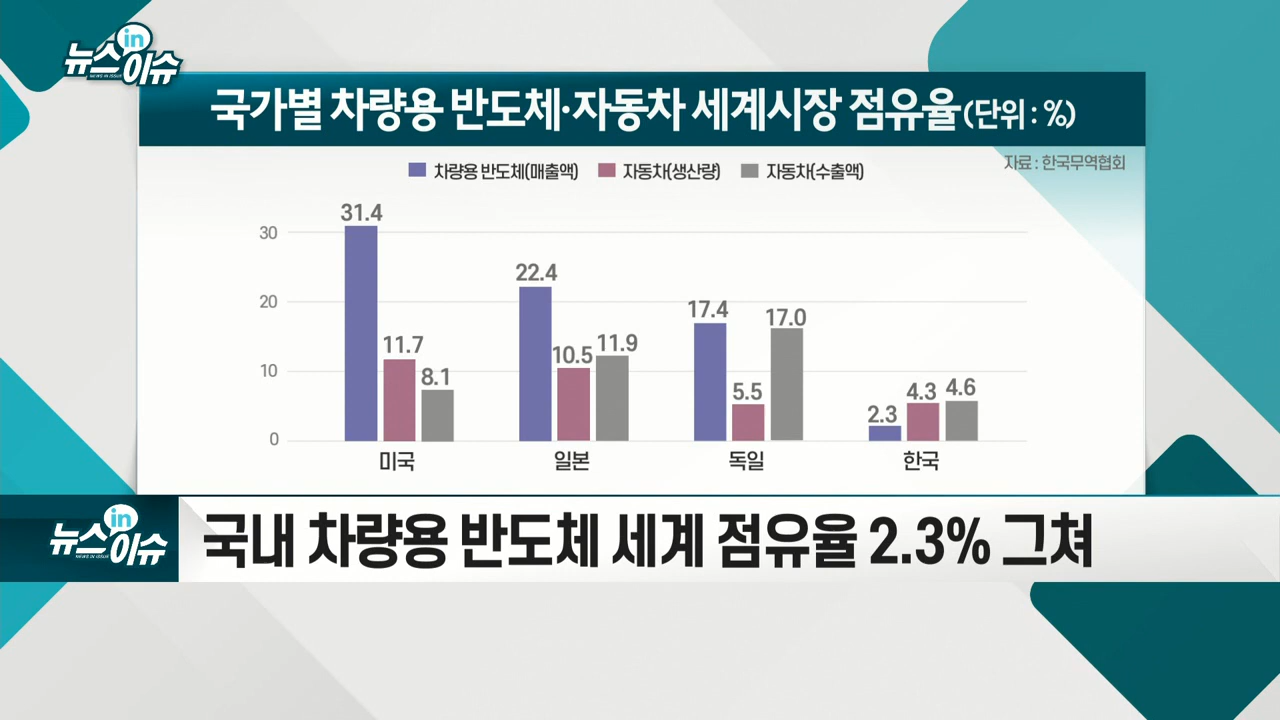 뉴스in이슈
NEWS IN ISSUE
국가별 차량용 반도체·자동차 세계시장 점유율(단위 : %)
자료 : 한국무역협회
차량용 반도체(매출액) 자동차(생산량) 자동차(수출액)
30
20
10
0
31.4 11.7 8.1
22.4 10.5 11.9
17.4 5.5 17.0
2.3 4.3 4.6
미국 일본 독일 한국
뉴스in이슈
NEWS IN ISSUE
국내 차량용 반도체 세계 점유율 2.3% 그쳐